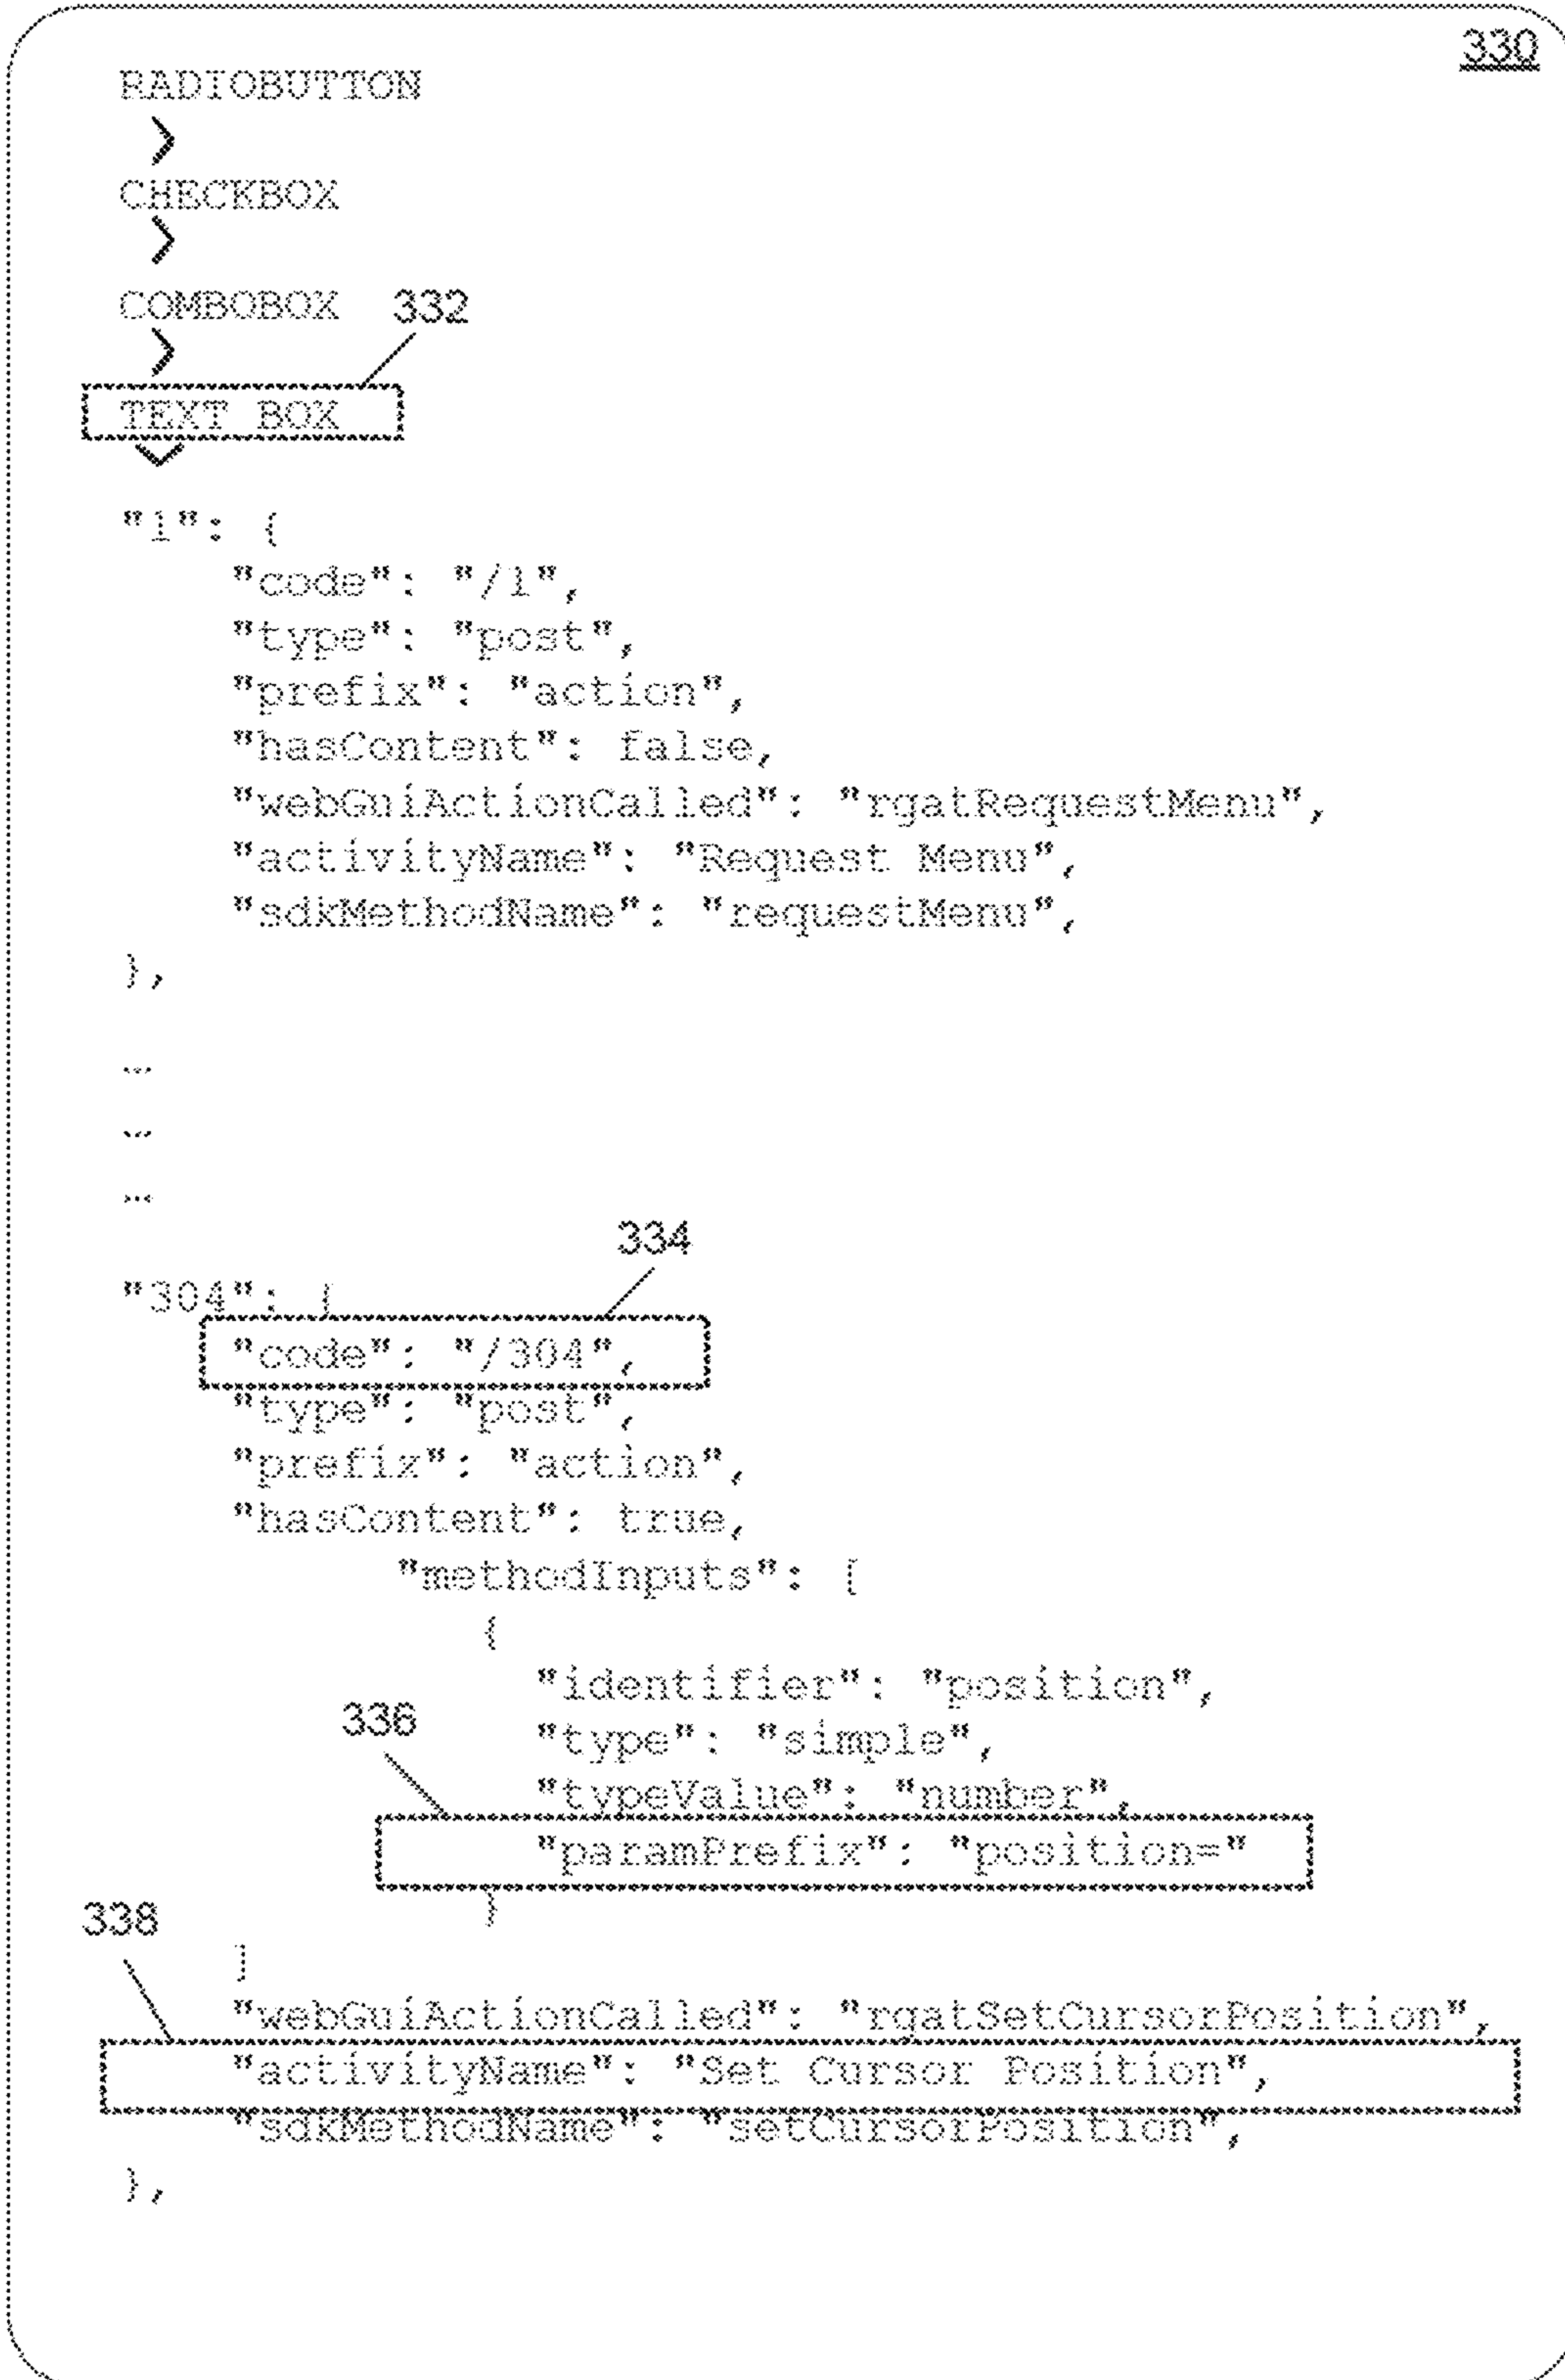 330
RADIOBUTTON
>
CHECKBOX
>
COMBOBOX 332
>
TEXT BOX
"1": {
"code": "/1",
"type": "post",
"prefix": "action",
"hasContent": false,
"webGuiActionCalled": "rgatRequestMenu",
"activityName": "Request Menu",
"sdkMethodName": "requestMenu",
},
…
…
…
334
"304": {
"code": "/304",
"type": "post",
"prefix": "action",
"hasContent": true,
"methodInputs": [
{
"identifier": "position",
336
"type": "simple",
"typeValue": "number",
"paramPrefix": "position="
}
338
]
"webGuiActionCalled": "rgatSetCursorPosition",
"activityName": "Set Cursor Position",
"sdkMethodName": "setCursorPosition",
},